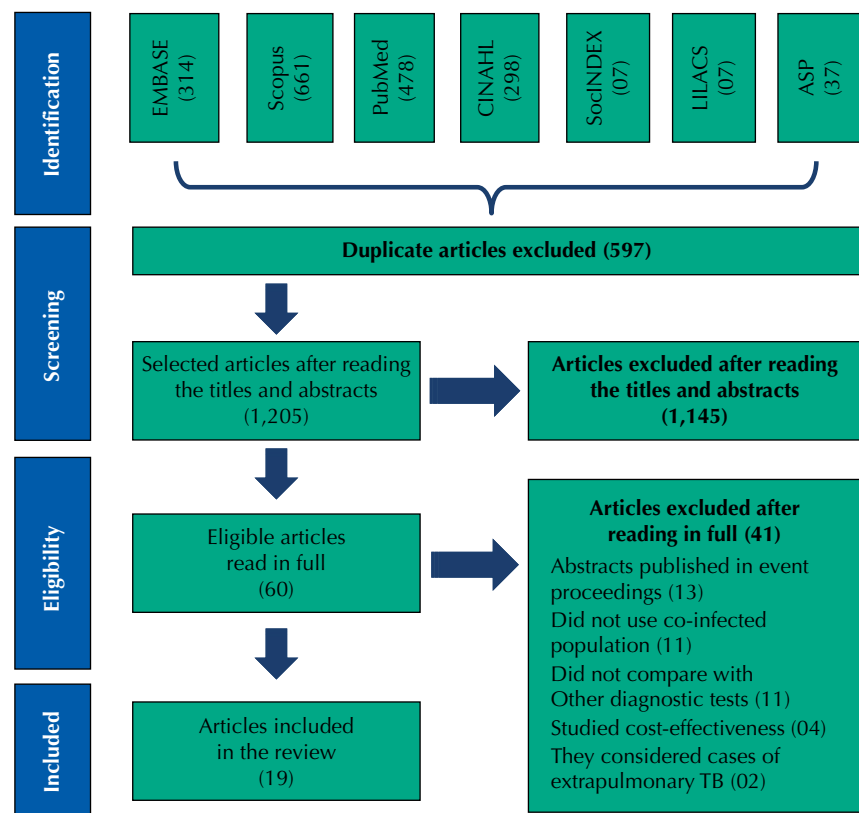 Identification
EMBASE
(314)
Scopus
(661)
PubMed
(478)
CINAHL
(298)
SocINDEX
(07)
LILACS
(07)
ASP
(37)
Screening
Duplicate articles excluded (597)
Selected articles after reading
the titles and abstracts
(1,205)
Articles excluded after reading
the titles and abstracts
(1,145)
Eligibility
Eligible articles
read in full
(60)
Articles excluded after
reading in full (41)
Abstracts published in event
proceedings (13)
Did not use co-infected
population (11)
Did not compare with
Other diagnostic tests (11)
Studied cost-effectiveness (04)
They considered cases of
extrapulmonary TB (02)
Included
Articles included
in the review
(19)